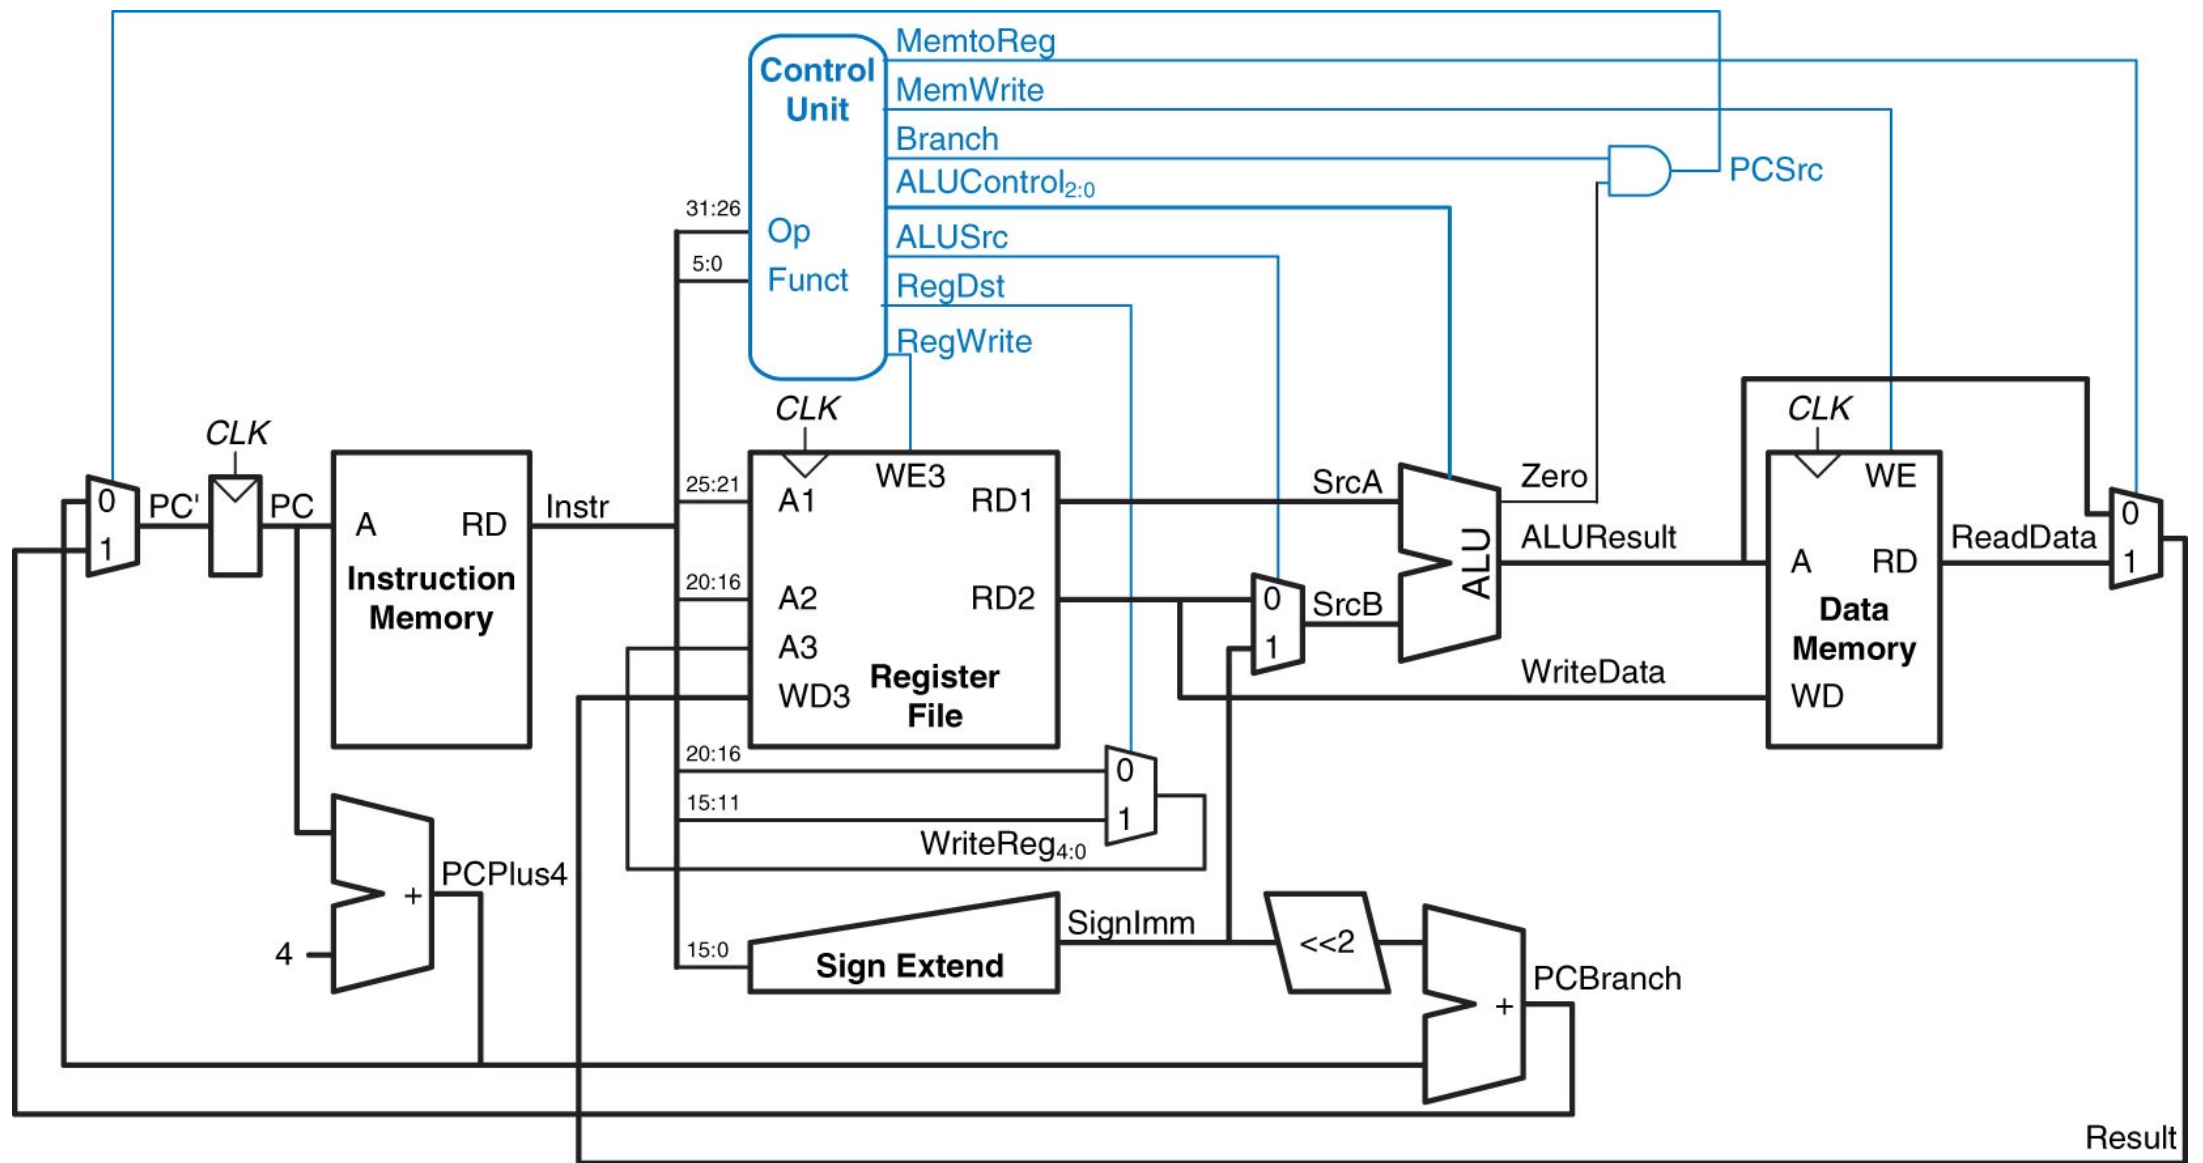 MemtoReg
Control
Unit
MemWrite
Branch
ALUControl2:0
PCSrc
31:26
Op
ALUSrc
5:0
Funct
RegDst
RegWrite
CLK
CLK
CLK
0
1
PC'
PC
A
RD
Instruction
Memory
Instr
25:21
A1
WE3
RD1
20:16
A2
RD2
A3
WD3
Register
File
SrcA
0
1
SrcB
ALU
Zero
ALUResult
WriteData
WE
A
RD
Data
Memory
WD
ReadData
0
1
20:16
0
15:11
1
WriteReg4:0
PCPlus4
+
4
15:0
Sign Extend
SignImm
<<2
+
PCBranch
Result